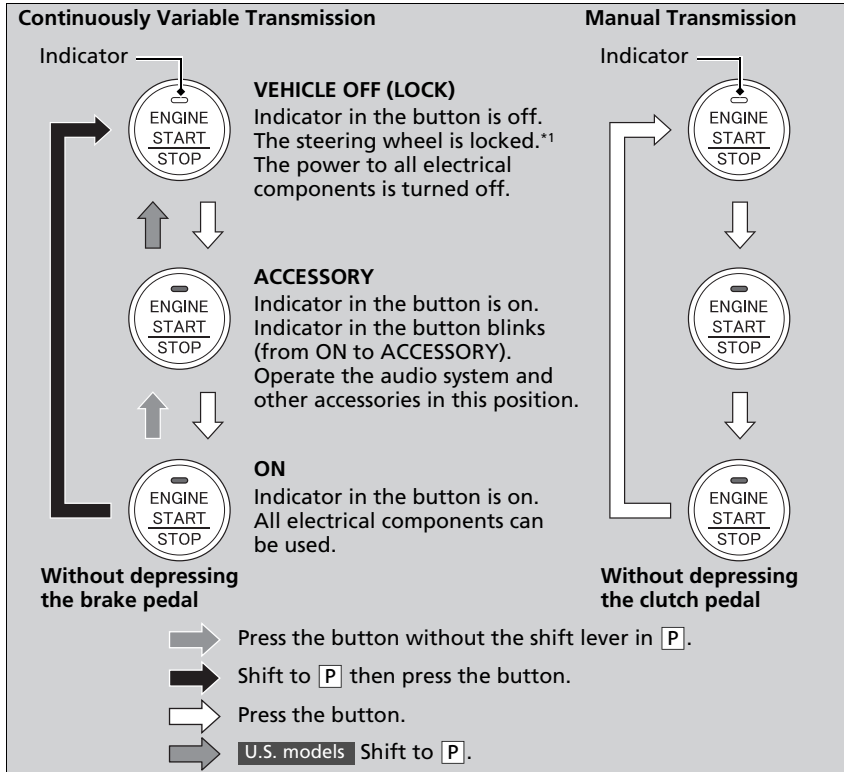 Continuously Variable Transmission
Manual Transmission
Indicator
ENGINE
START
STOP
VEHICLE OFF (LOCK)
Indicator in the button is off.
The steering wheel is locked.*1
The power to all electrical
components is turned off.
Indicator
ENGINE
START
STOP
ENGINE
START
STOP
ACCESSORY
Indicator in the button is on.
Indicator in the button blinks
(from ON to ACCESSORY).
Operate the audio system and
other accessories in this position.
ENGINE
START
STOP
ENGINE
START
STOP
ON
Indicator in the button is on.
All electrical components can
be used.
ENGINE
START
STOP
Without depressing
the brake pedal
Without depressing
the clutch pedal
Press the button without the shift lever in P.
Shift to P then press the button.
Press the button.
U.S. models Shift to P.